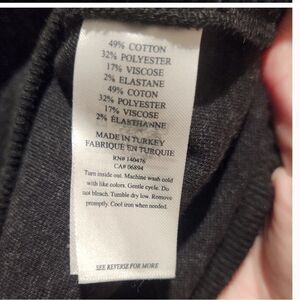 49% COTTON
32% POLYESTER
17% VISCOSE
2% ELASTANE
49% COTON
32% POLYESTER
17% VISCOSE
2% ÉLASTHANNE
MADE IN TURKEY
FABRIQUÉ EN TURQUIE
RN# 140476
CA# 06894
Turn inside out. Machine wash cold
with like colors. Gentle cycle. Do
not bleach. Tumble dry low. Remove
promptly. Cool iron when needed.
SEE REVERSE FOR MORE